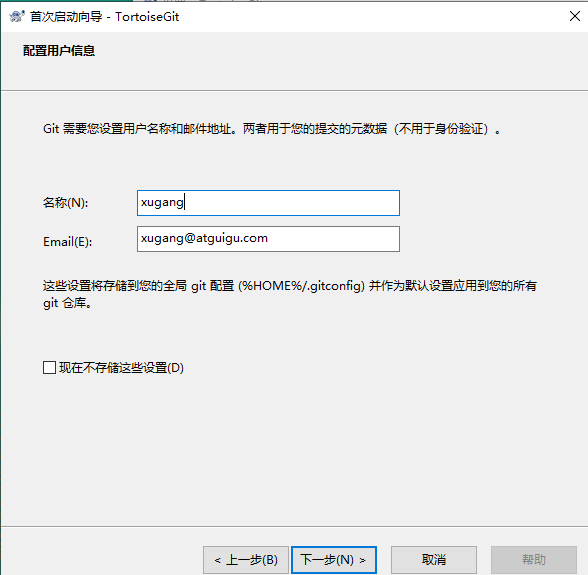 首次启动向导 - TortoiseGit
配置用户信息
Git 需要您设置用户名称和邮件地址。两者用于您的提交的元数据（不用于身份验证）。
名称(N):
xugang
Email(E):
xugang@atguigu.com
这些设置将存储到您的全局 git 配置 (%HOME%/.gitconfig) 并作为默认设置应用到您的所有
git 仓库。
现在不存储这些设置(D)
< 上一步(B)
下一步(N) >
取消
帮助